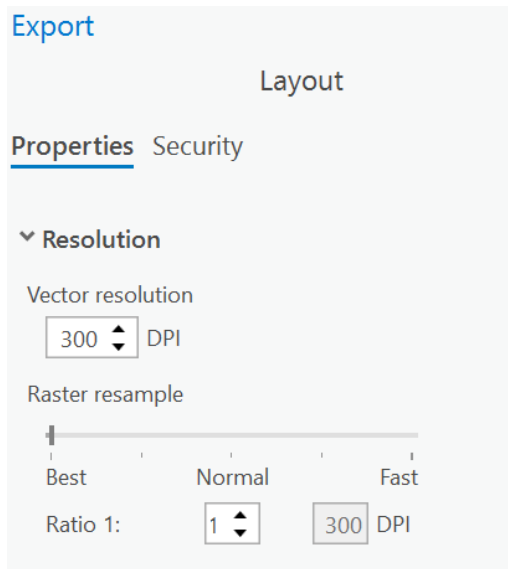 Export
Layout
Properties Security
Resolution
Vector resolution
300 DPI
Raster resample
Best Normal Fast
Ratio 1: 1 300 DPI